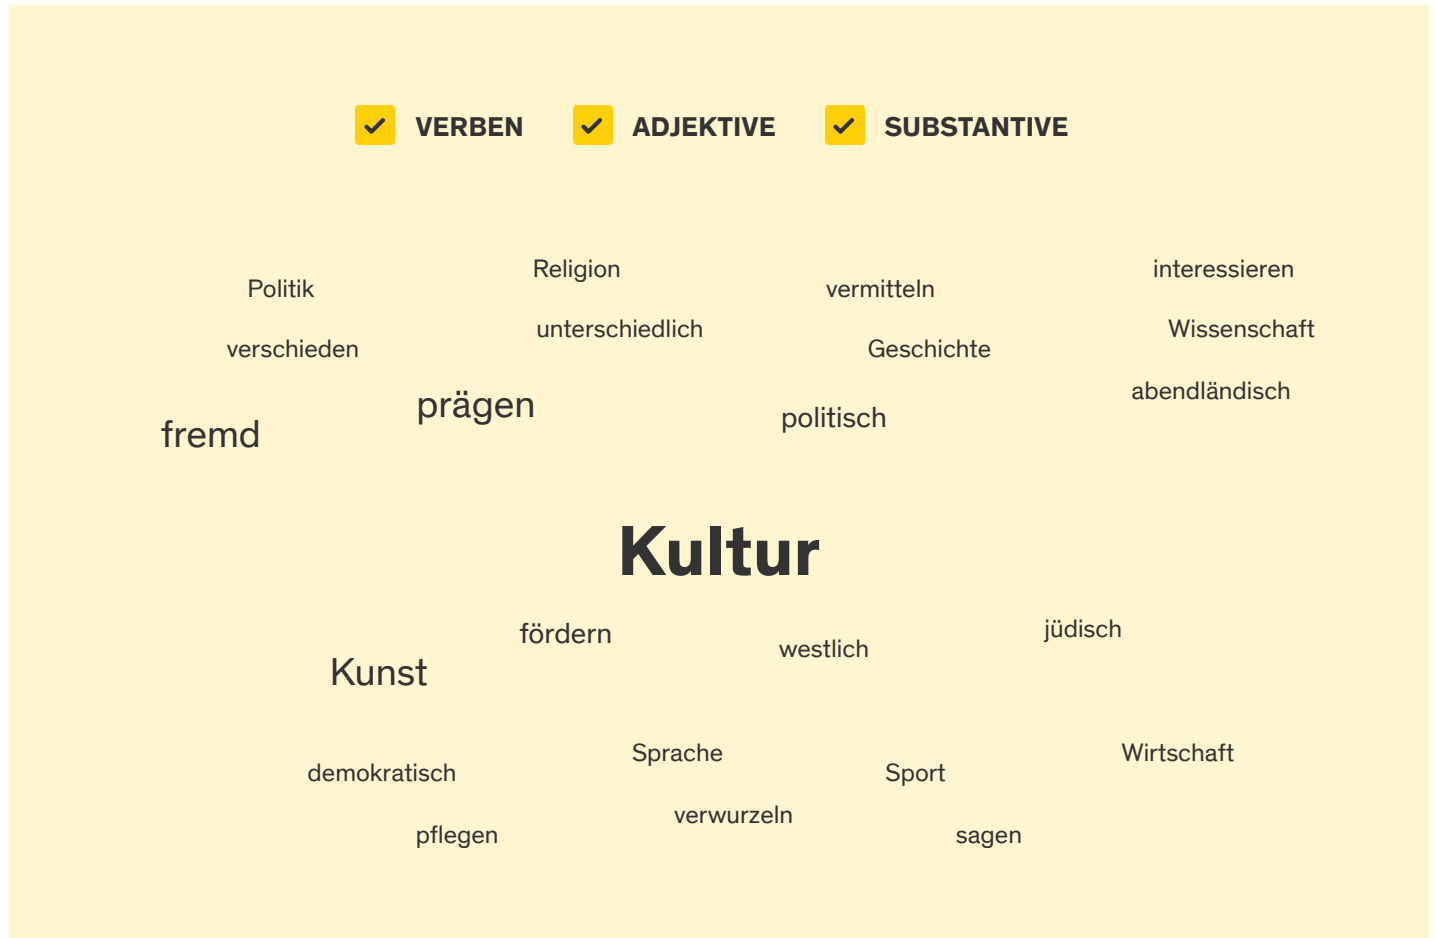 VERBEN ADJEKTIVE SUBSTANTIVE
Religion interessieren
Politik vermitteln
unterschiedlich Wissenschaft
verschieden Geschichte
abendländisch
prägen politisch
fremd
Kultur
fördern westlich jüdisch
Kunst
Sprache Wirtschaft
demokratisch Sport
verwurzeln
pflegen sagen